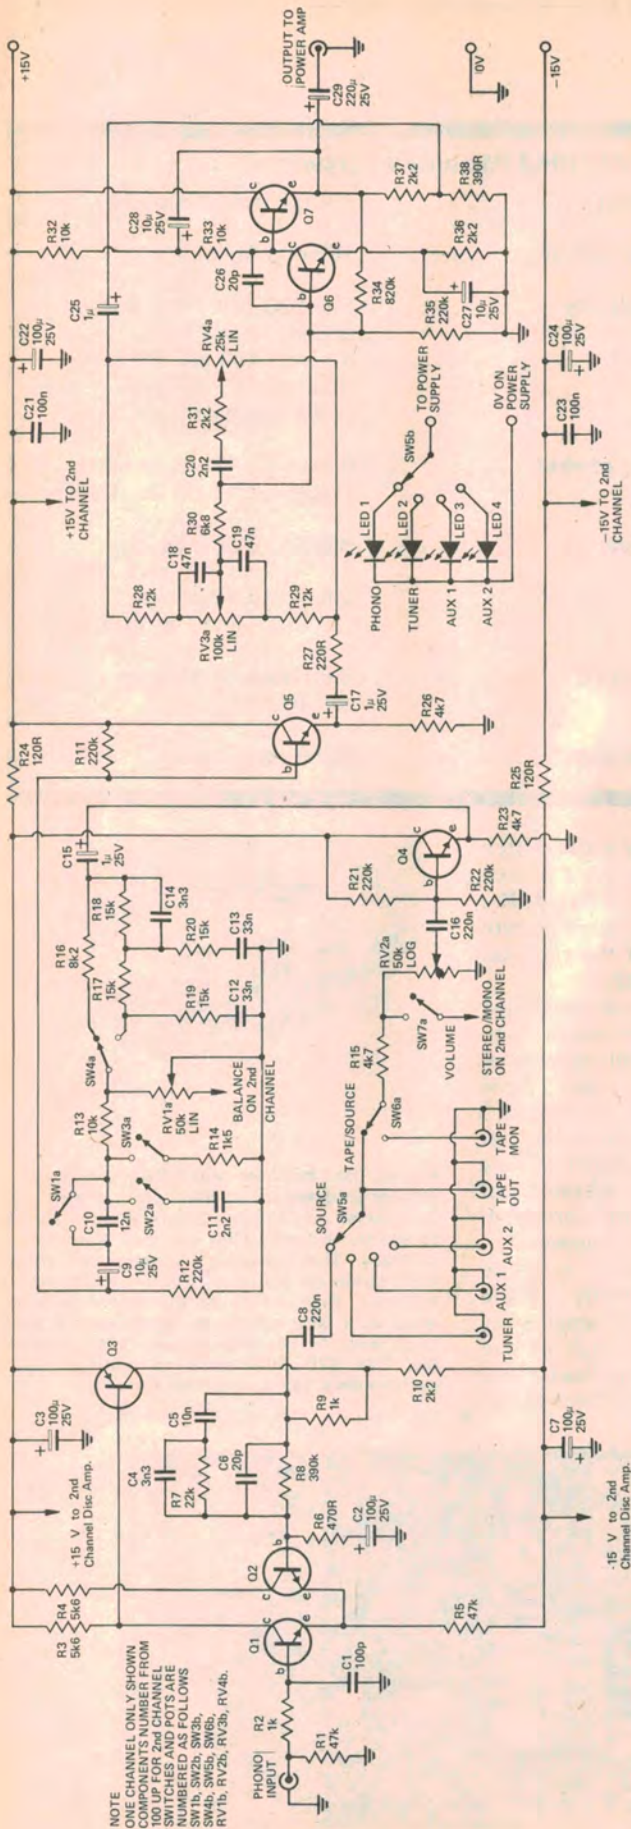 NOTE
ONE CHANNEL ONLY SHOWN
COMPONENTS NUMBER FROM
100 UP FOR 2nd CHANNEL
SWITCHES AND POTS ARE
NUMBERED AS FOLLOWS
SW1b, SW2b, SW3b,
SW4b, SW5b, SW6b,
RV1b, RV2b, RV3b, RV4b.
PHONO
INPUT
R1
47k
R2
1k
C1
100p
Q1
b
c
e
R3
5k6
R4
5k6
R5
47k
Q2
b
c
e
+15 V to 2nd
Channel Disc Amp.
C3
100µ
25V
+
R6
470R
C2
100µ
25V
+
C4
3n3
R7
22k
C5
10n
C6
20p
R8
390k
R9
1k
Q3
R10
2k2
C7
100µ
25V
+
-15 V to 2nd
Channel Disc Amp.
C8
220n
SOURCE
SW5a
TUNER
AUX 1
AUX 2
TAPE
OUT
TAPE
MON
TAPE/SOURCE
SW6a
R15
4k7
SW7a
VOLUME
STEREO/MONO
ON 2nd CHANNEL
RV2a
50k
LOG
C16
220n
R12
220k
C9
10µ
25V
+
C10
12n
SW1a
SW2a
C11
2n2
R13
10k
SW3a
R14
1k5
RV1a
50k
LIN
BALANCE
ON 2nd
CHANNEL
SW4a
R16
8k2
R17
15k
R18
15k
R19
15k
C12
33n
R20
15k
C13
33n
C14
3n3
C15
1µ
25V
+
R21
220k
R22
220k
Q4
b
c
e
R23
4k7
R24
120R
R11
220k
R25
120R
Q5
b
c
e
R26
4k7
C17
1µ
25V
+
R27
220R
R28
12k
RV3a
100k
LIN
R29
12k
C18
47n
C19
47n
R30
6k8
C20
2n2
R31
2k2
RV4a
25k
LIN
+15V TO 2nd
CHANNEL
C21
100n
C22
100µ
25V
+
C25
1µ
+
R32
10k
C28
10µ
25V
+
R33
10k
C26
20p
Q6
b
c
e
Q7
b
c
e
R34
820k
R35
220k
C27
10µ
25V
+
R36
2k2
R37
2k2
R38
390R
C29
220µ
25V
+
OUTPUT TO
POWER AMP
PHONO
TUNER
AUX 1
AUX 2
LED 1
LED 2
LED 3
LED 4
SW5b
TO POWER
SUPPLY
0V ON
POWER
SUPPLY
-15V TO 2nd
CHANNEL
C23
100n
C24
100µ
25V
+
+15V
0V
-15V